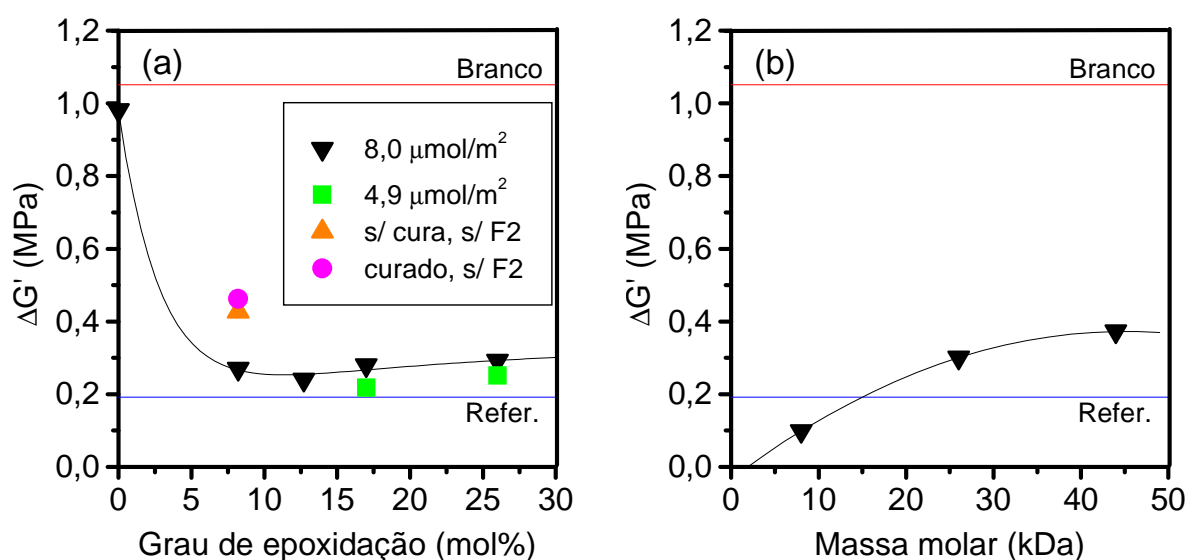 (a)
Branco
8,0 μmol/m²
4,9 μmol/m²
s/ cura, s/ F2
curado, s/ F2
Refer.
ΔG' (MPa)
1,2
1,0
0,8
0,6
0,4
0,2
0,0
0 5 10 15 20 25 30
Grau de epoxidação (mol%)
(b)
Branco
Refer.
ΔG' (MPa)
1,2
1,0
0,8
0,6
0,4
0,2
0,0
0 10 20 30 40 50
Massa molar (kDa)